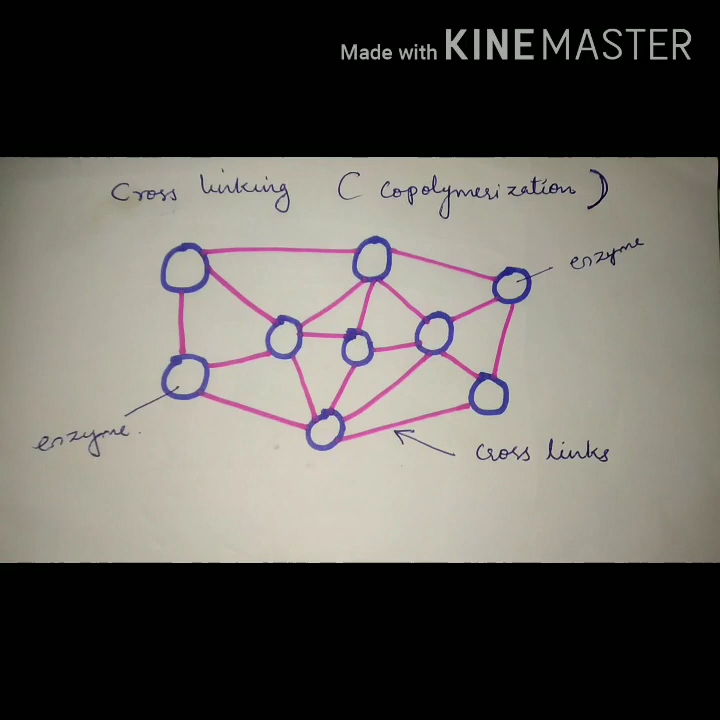 Made with KINEMASTER
Cross linking ( copolymerization )
enzyme
enzyme.
cross links